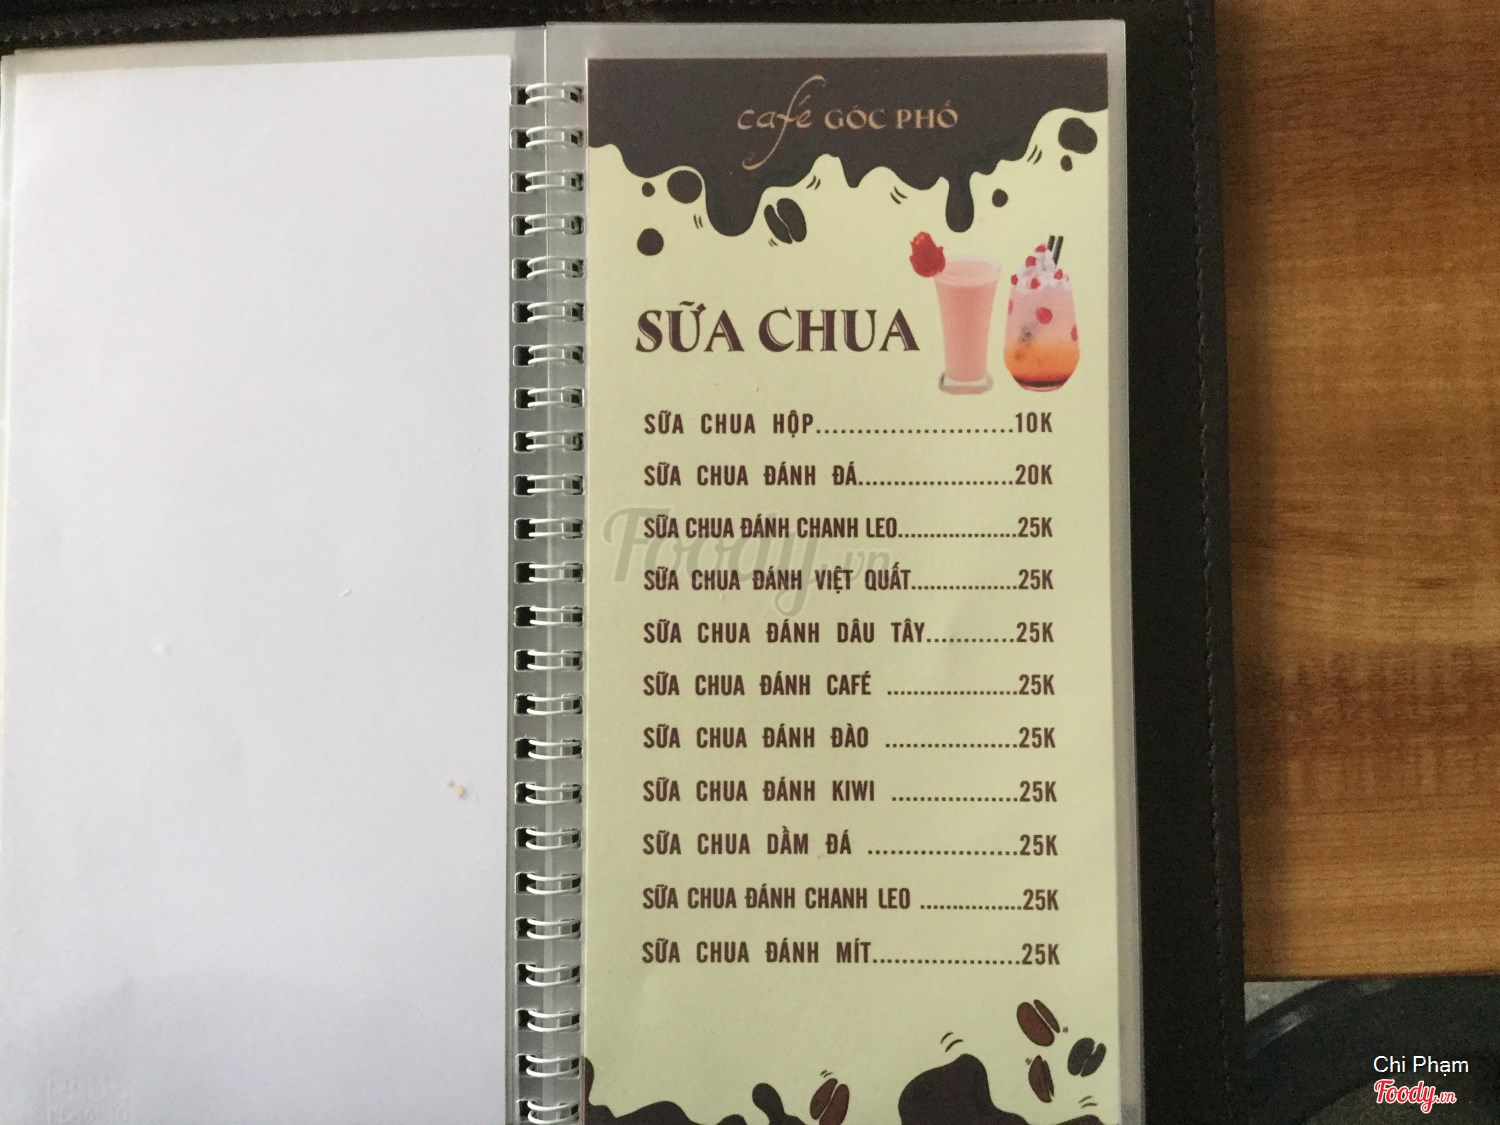 café GÓC PHỐ
SỮA CHUA
SỮA CHUA HỘP........................10K
SỮA CHUA ĐÁNH ĐÁ......................20K
SỮA CHUA ĐÁNH CHANH LEO..................25K
SỮA CHUA ĐÁNH VIỆT QUẤT...............25K
SỮA CHUA ĐÁNH DÂU TÂY............25K
SỮA CHUA ĐÁNH CAFÉ ....................25K
SỮA CHUA ĐÁNH ĐÀO ...................25K
SỮA CHUA ĐÁNH KIWI ..................25K
SỮA CHUA DẦM ĐÁ ....................25K
SỮA CHUA ĐÁNH CHANH LEO ................25K
SỮA CHUA ĐÁNH MÍT....................25K
Foody.vn
Chi Phạm
Foody.vn